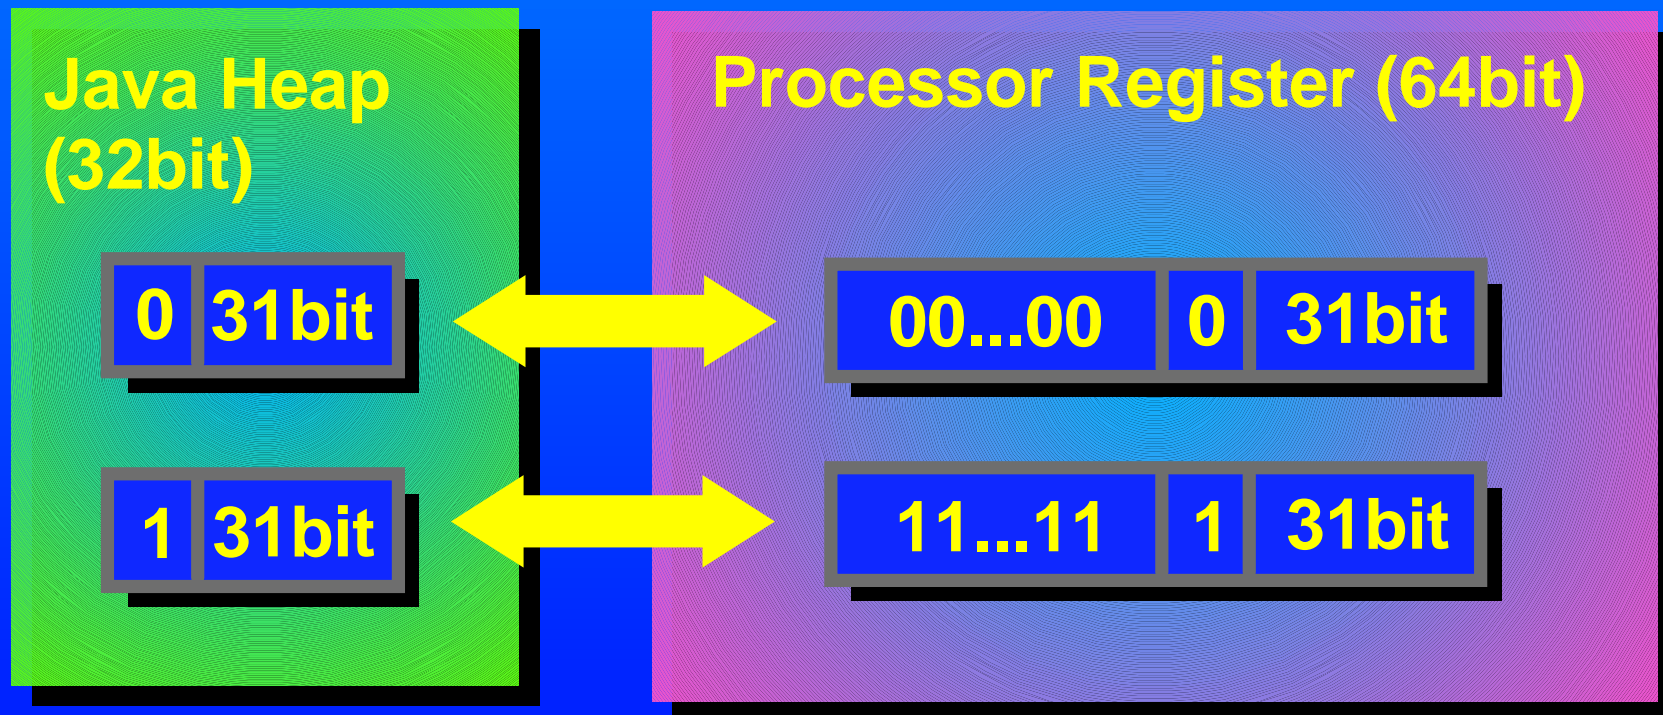 Java Heap
(32bit)
Processor Register (64bit)
0 31bit
00...00 0 31bit
1 31bit
11...11 1 31bit